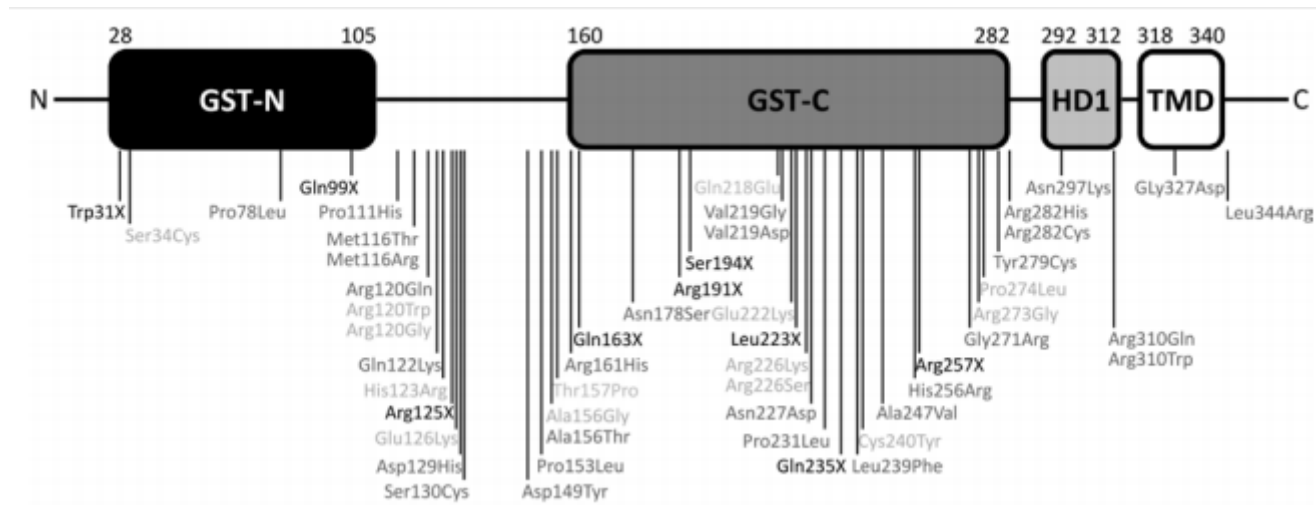 28 105 160 282 292 312 318 340
N GST-N GST-C HD1 TMD C
Trp31X
Ser34Cys
Pro78Leu
Gln99X
Pro111His
Met116Thr
Met116Arg
Arg120Gln
Arg120Trp
Arg120Gly
Gln122Lys
His123Arg
Arg125X
Glu126Lys
Asp129His
Ser130Cys
Asp149Tyr
Pro153Leu
Ala156Thr
Ala156Gly
Thr157Pro
Arg161His
Gln163X
Asn178Ser
Arg191X
Ser194X
Gln218Glu
Val219Gly
Val219Asp
Glu222Lys
Leu223X
Arg226Lys
Arg226Ser
Asn227Asp
Pro231Leu
Gln235X
Leu239Phe
Cys240Tyr
Ala247Val
His256Arg
Arg257X
Gly271Arg
Arg273Gly
Pro274Leu
Tyr279Cys
Arg282His
Arg282Cys
Asn297Lys
Arg310Gln
Arg310Trp
GLy327Asp
Leu344Arg